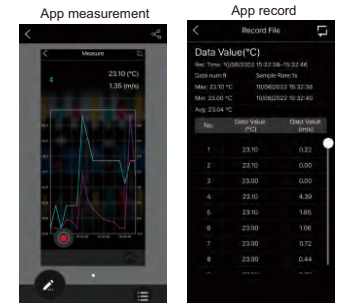 App measurement
Measure
23.10 (°C)
1.35 (m/s)
App record
Record File
Data Value(°C)
Rec Time: 10/08/2022 15:32:38-15:32:46
Data num:9 Sample Rate:1s
Max: 23.10 °C 10/08/2022 15:32:38
Min: 23.00 °C 10/08/2022 15:32:40
Avg: 23.04 °C
No. Data Value (°C) Data Value (m/s)
1 23.10 0.22
2 23.10 0.00
3 23.00 0.00
4 23.10 4.39
5 23.10 1.85
6 23.00 1.06
7 23.00 0.72
8 23.00 0.44